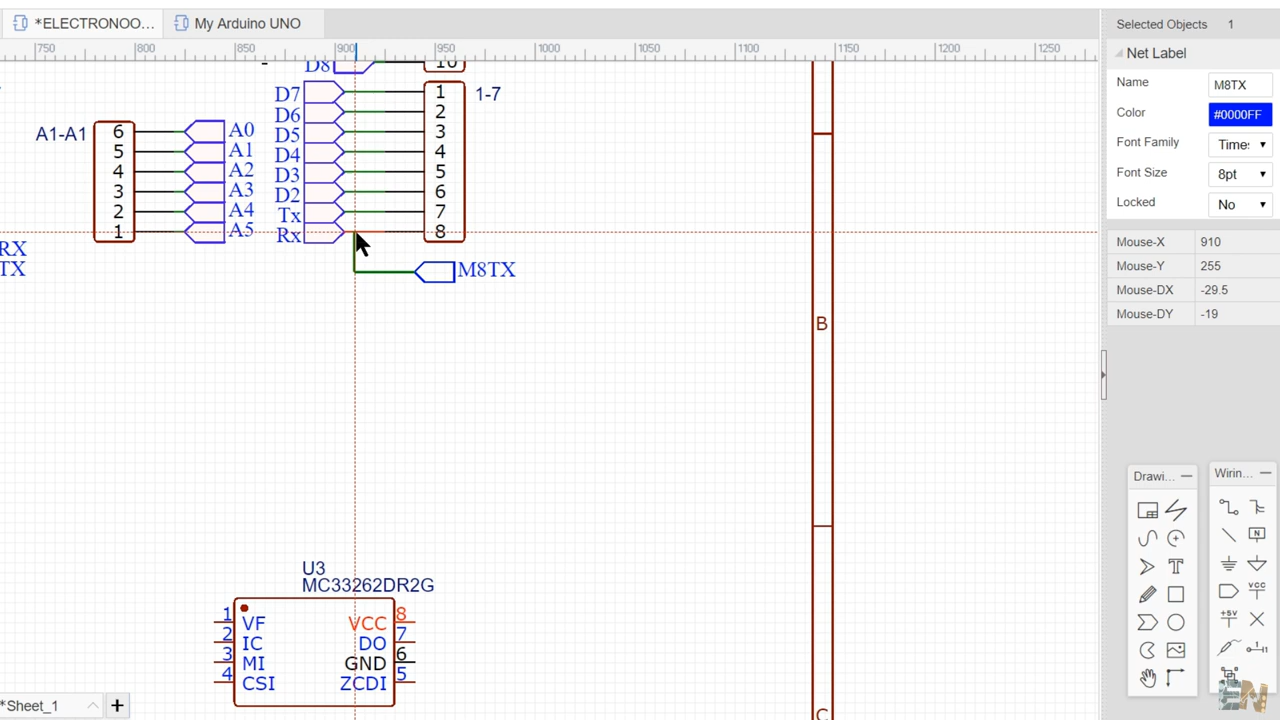 *ELECTRONOO...
My Arduino UNO
750
800
850
900
950
1000
1050
1100
1150
1200
1250
D8
10
D7
D6
D5
D4
D3
D2
Tx
Rx
1
2
3
4
5
6
7
8
1-7
A1-A1
6
5
4
3
2
1
A0
A1
A2
A3
A4
A5
RX
TX
M8TX
B
C
U3
MC33262DR2G
1
2
3
4
VF
IC
MI
CSI
VCC
DO
GND
ZCDI
8
7
6
5
*Sheet_1
+
Selected Objects 1
Net Label
Name M8TX
Color #0000FF
Font Family Time:
Font Size 8pt
Locked No
Mouse-X 910
Mouse-Y 255
Mouse-DX -29.5
Mouse-DY -19
Drawi...
Wirin...
T
N
VCC
+5V
EN